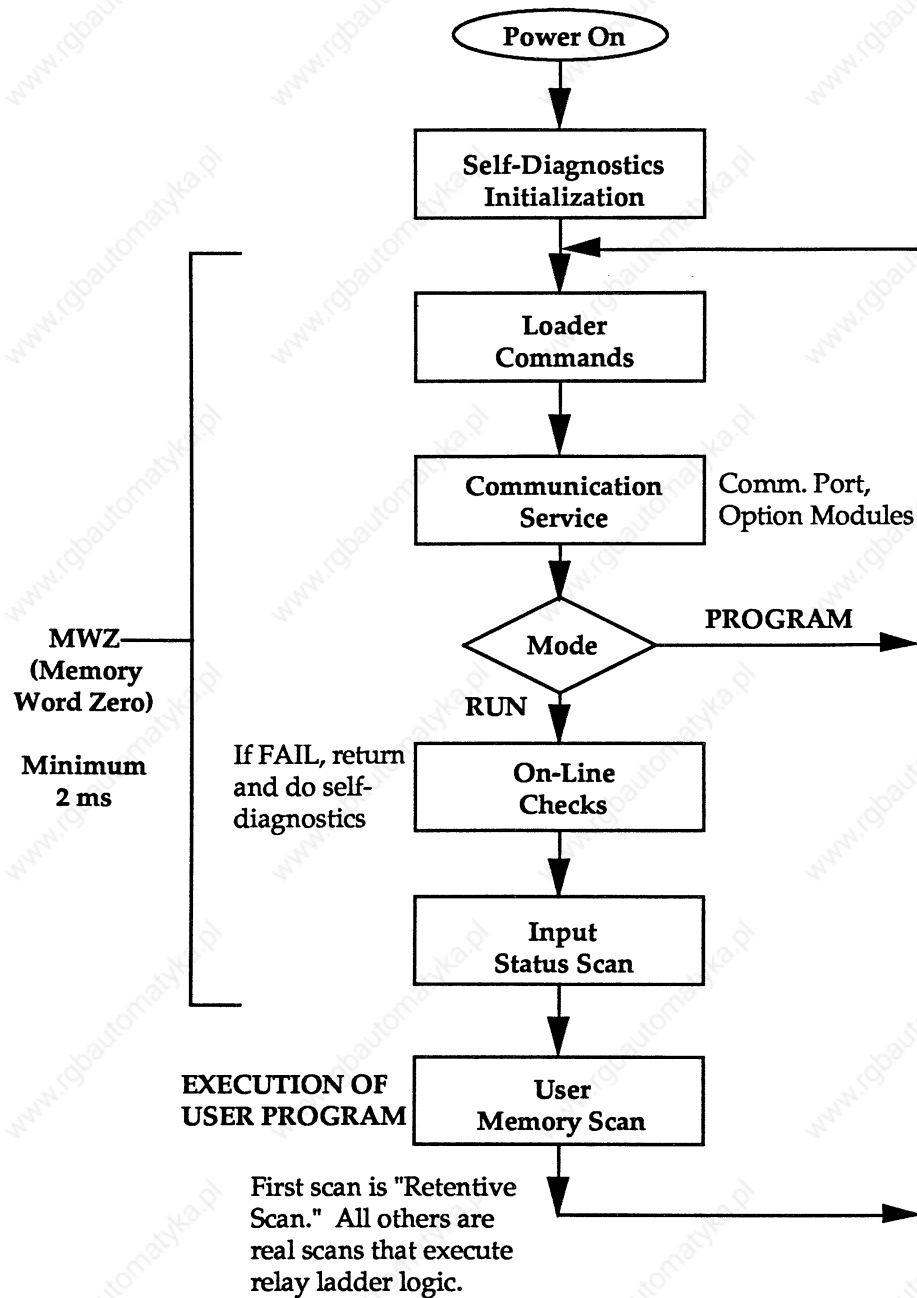 Power On
Self-Diagnostics
Initialization
Loader
Commands
Communication
Service
Comm. Port,
Option Modules
Mode
PROGRAM
RUN
MWZ
(Memory
Word Zero)
Minimum
2 ms
If FAIL, return
and do self-
diagnostics
On-Line
Checks
Input
Status Scan
EXECUTION OF
USER PROGRAM
User
Memory Scan
First scan is "Retentive
Scan." All others are
real scans that execute
relay ladder logic.
www.rgbautomatyka.pl